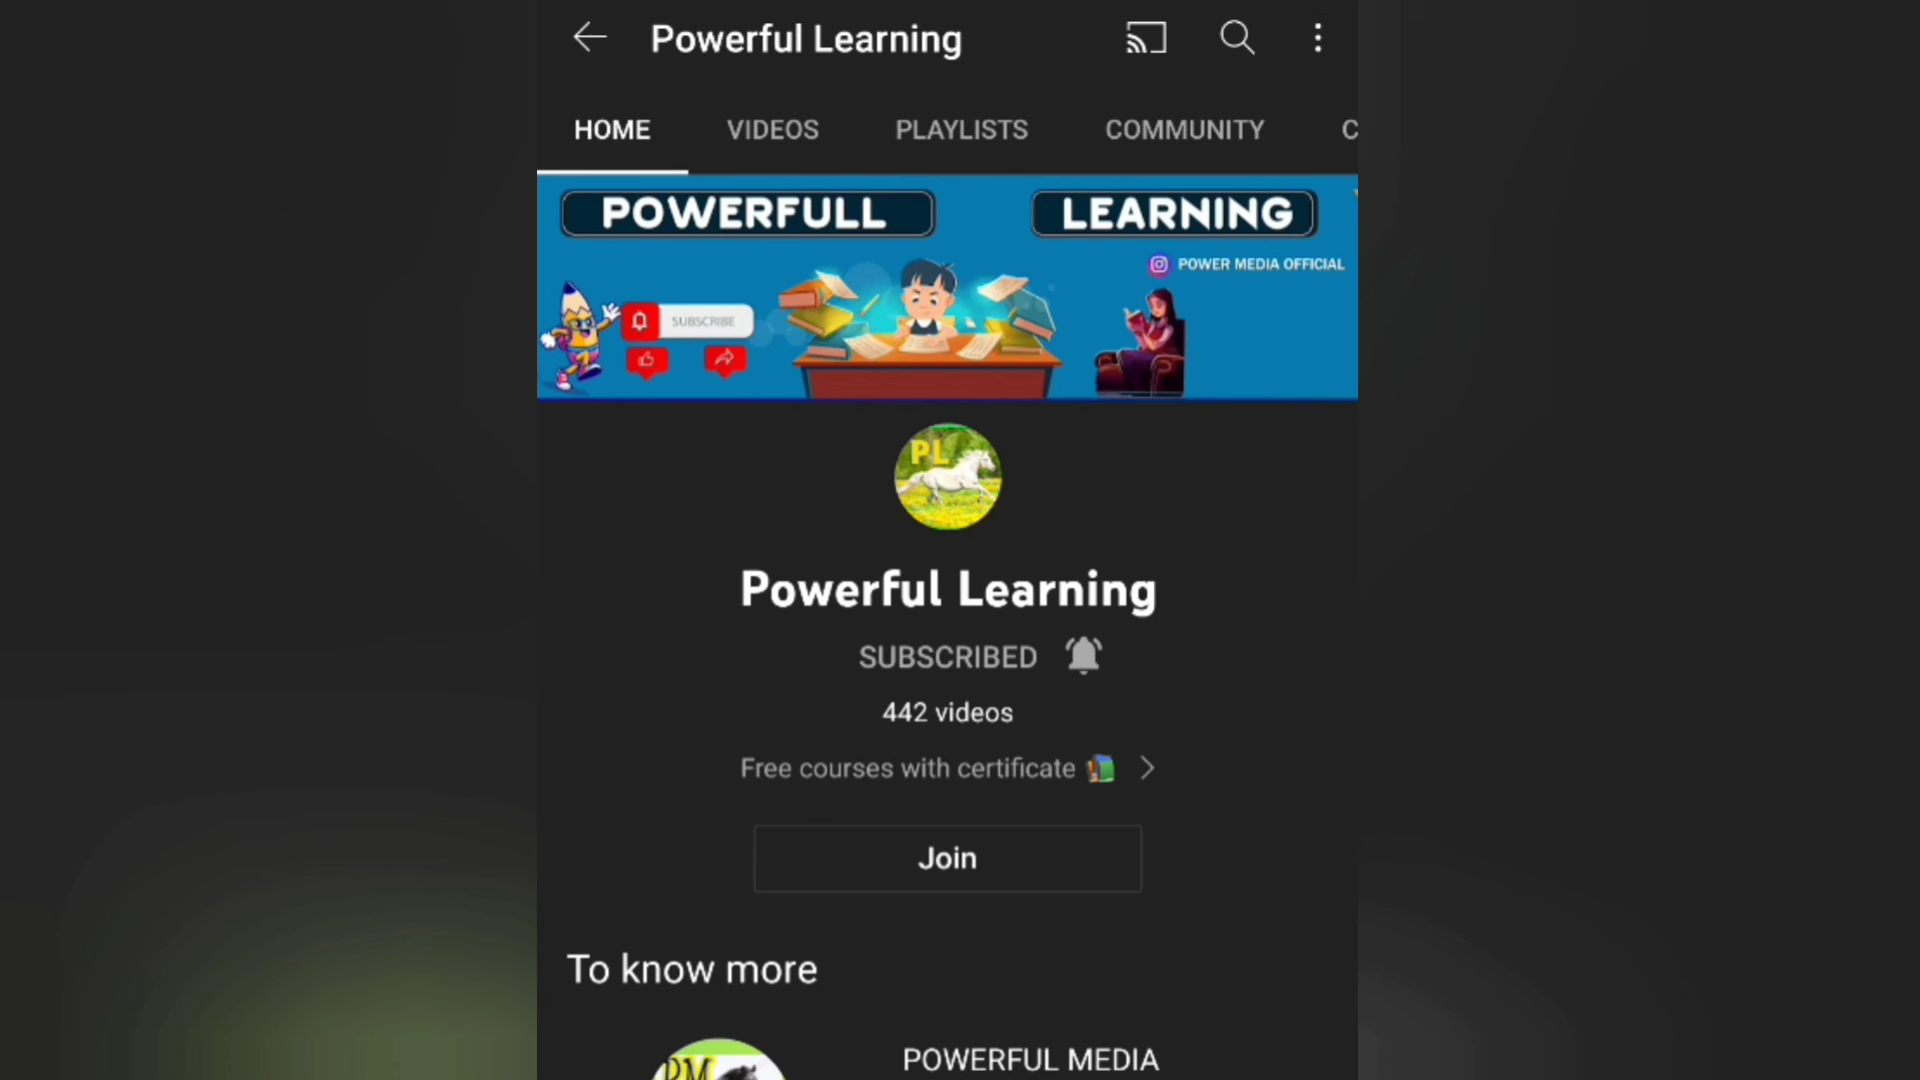 Powerful Learning
HOME VIDEOS PLAYLISTS COMMUNITY C
POWERFULL LEARNING
POWER MEDIA OFFICIAL
SUBSCRIBE
PL
Powerful Learning
SUBSCRIBED
442 videos
Free courses with certificate
Join
To know more
PM
POWERFUL MEDIA